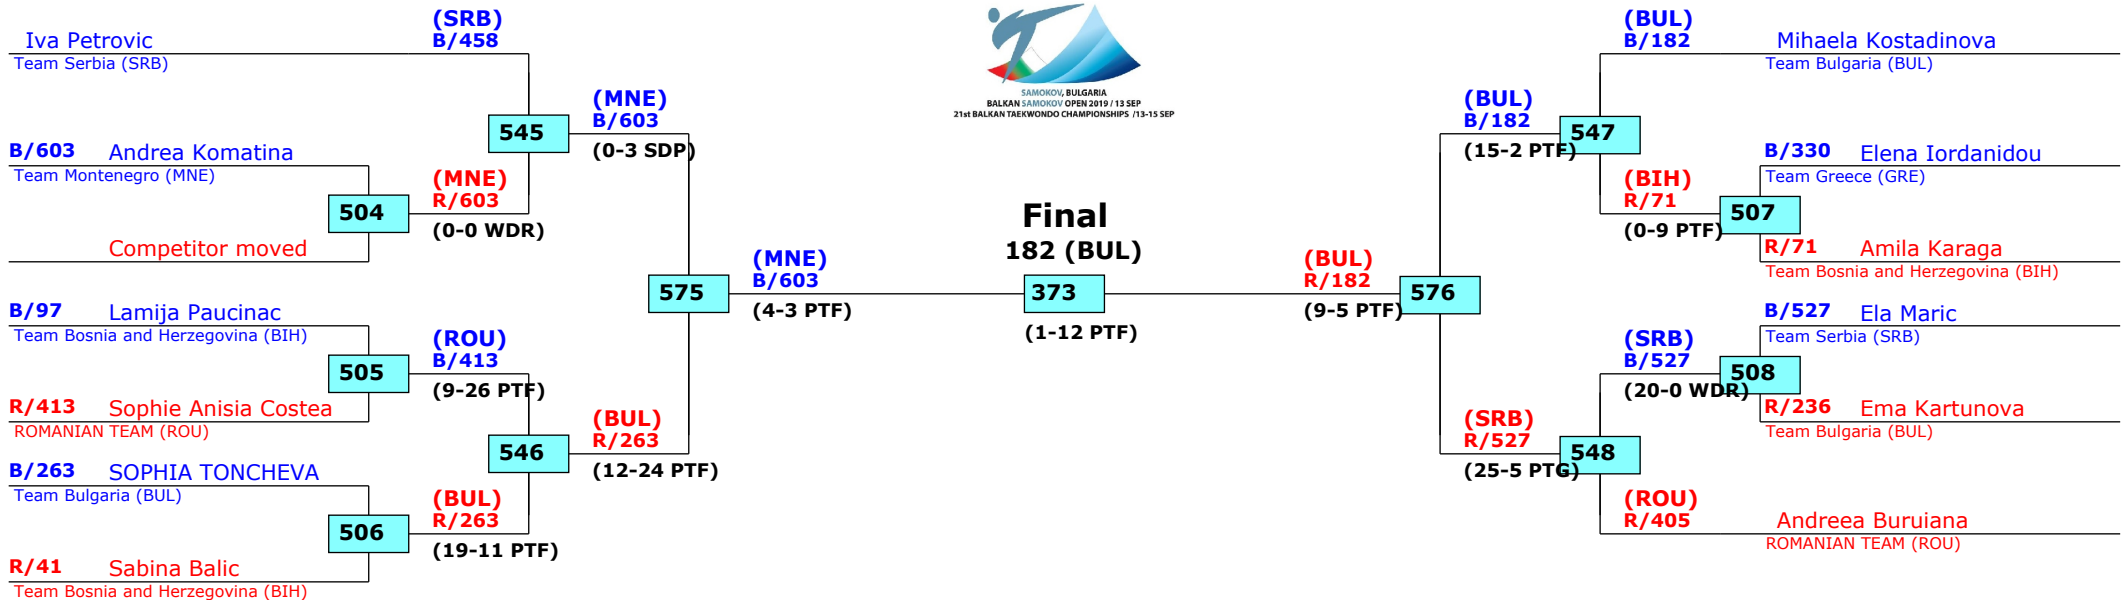 Iva Petrovic
Team Serbia (SRB)
(SRB)
B/458
B/603 Andrea Komatina
Team Montenegro (MNE)
Competitor moved
504
(MNE)
R/603
(0-0 WDR)
545
(MNE)
B/603
(0-3 SDP)
B/97 Lamija Paucinac
Team Bosnia and Herzegovina (BIH)
R/413 Sophie Anisia Costea
ROMANIAN TEAM (ROU)
505
(ROU)
B/413
(9-26 PTF)
B/263 SOPHIA TONCHEVA
Team Bulgaria (BUL)
R/41 Sabina Balic
Team Bosnia and Herzegovina (BIH)
506
(BUL)
R/263
(19-11 PTF)
546
(BUL)
R/263
(12-24 PTF)
575
(MNE)
B/603
(4-3 PTF)
SAMOKOV, BULGARIA
BALKAN SAMOKOV OPEN 2019 / 13 SEP
21st BALKAN TAEKWONDO CHAMPIONSHIPS /13-15 SEP
Final
182 (BUL)
373
(1-12 PTF)
(BUL)
R/182
(9-5 PTF)
576
(BUL)
B/182
(15-2 PTF)
547
(BUL)
B/182
Mihaela Kostadinova
Team Bulgaria (BUL)
(BIH)
R/71
(0-9 PTF)
507
B/330 Elena Iordanidou
Team Greece (GRE)
R/71 Amila Karaga
Team Bosnia and Herzegovina (BIH)
(SRB)
R/527
(25-5 PTG)
548
(SRB)
B/527
(20-0 WDR)
508
B/527 Ela Maric
Team Serbia (SRB)
R/236 Ema Kartunova
Team Bulgaria (BUL)
(ROU)
R/405
Andreea Buruiana
ROMANIAN TEAM (ROU)